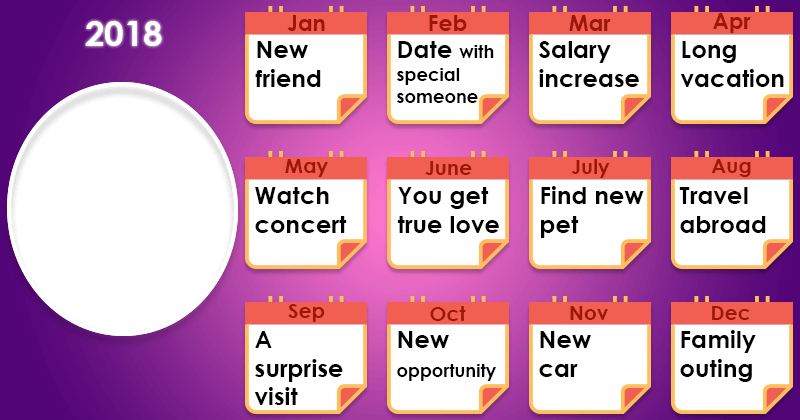 2018
Jan
New
friend
Feb
Date with
special
someone
Mar
Salary
increase
Apr
Long
vacation
May
Watch
concert
June
You get
true love
July
Find new
pet
Aug
Travel
abroad
Sep
A
surprise
visit
Oct
New
opportunity
Nov
New
car
Dec
Family
outing